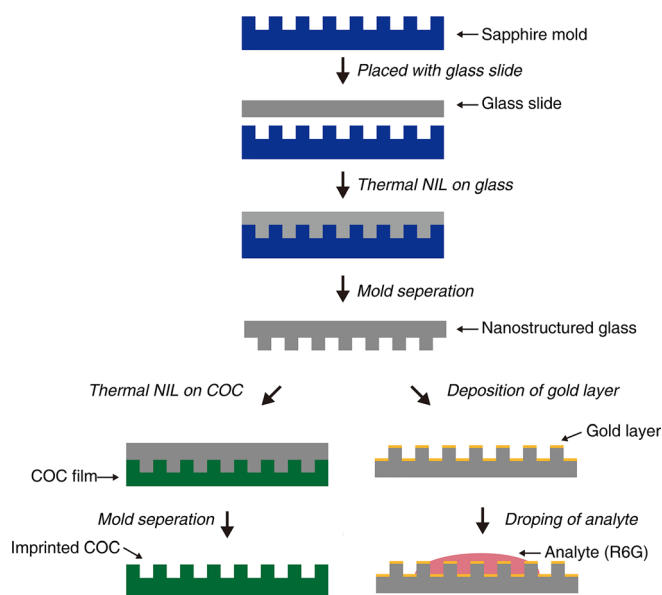 Sapphire mold
Placed with glass slide
Glass slide
Thermal NIL on glass
Mold seperation
Nanostructured glass
Thermal NIL on COC
Deposition of gold layer
Gold layer
COC film
Mold seperation
Droping of analyte
Imprinted COC
Analyte (R6G)